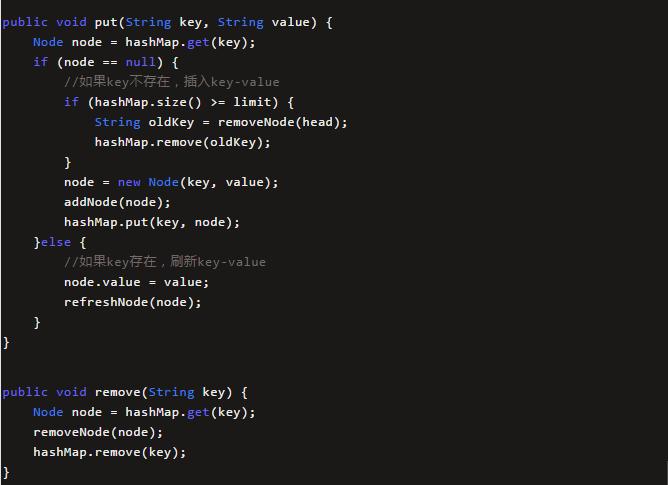 public void put(String key, String value) {
    Node node = hashMap.get(key);
    if (node == null) {
        //如果key不存在，插入key-value
        if (hashMap.size() >= limit) {
            String oldKey = removeNode(head);
            hashMap.remove(oldKey);
        }
        node = new Node(key, value);
        addNode(node);
        hashMap.put(key, node);
    }else {
        //如果key存在，刷新key-value
        node.value = value;
        refreshNode(node);
    }
}
public void remove(String key) {
    Node node = hashMap.get(key);
    removeNode(node);
    hashMap.remove(key);
}